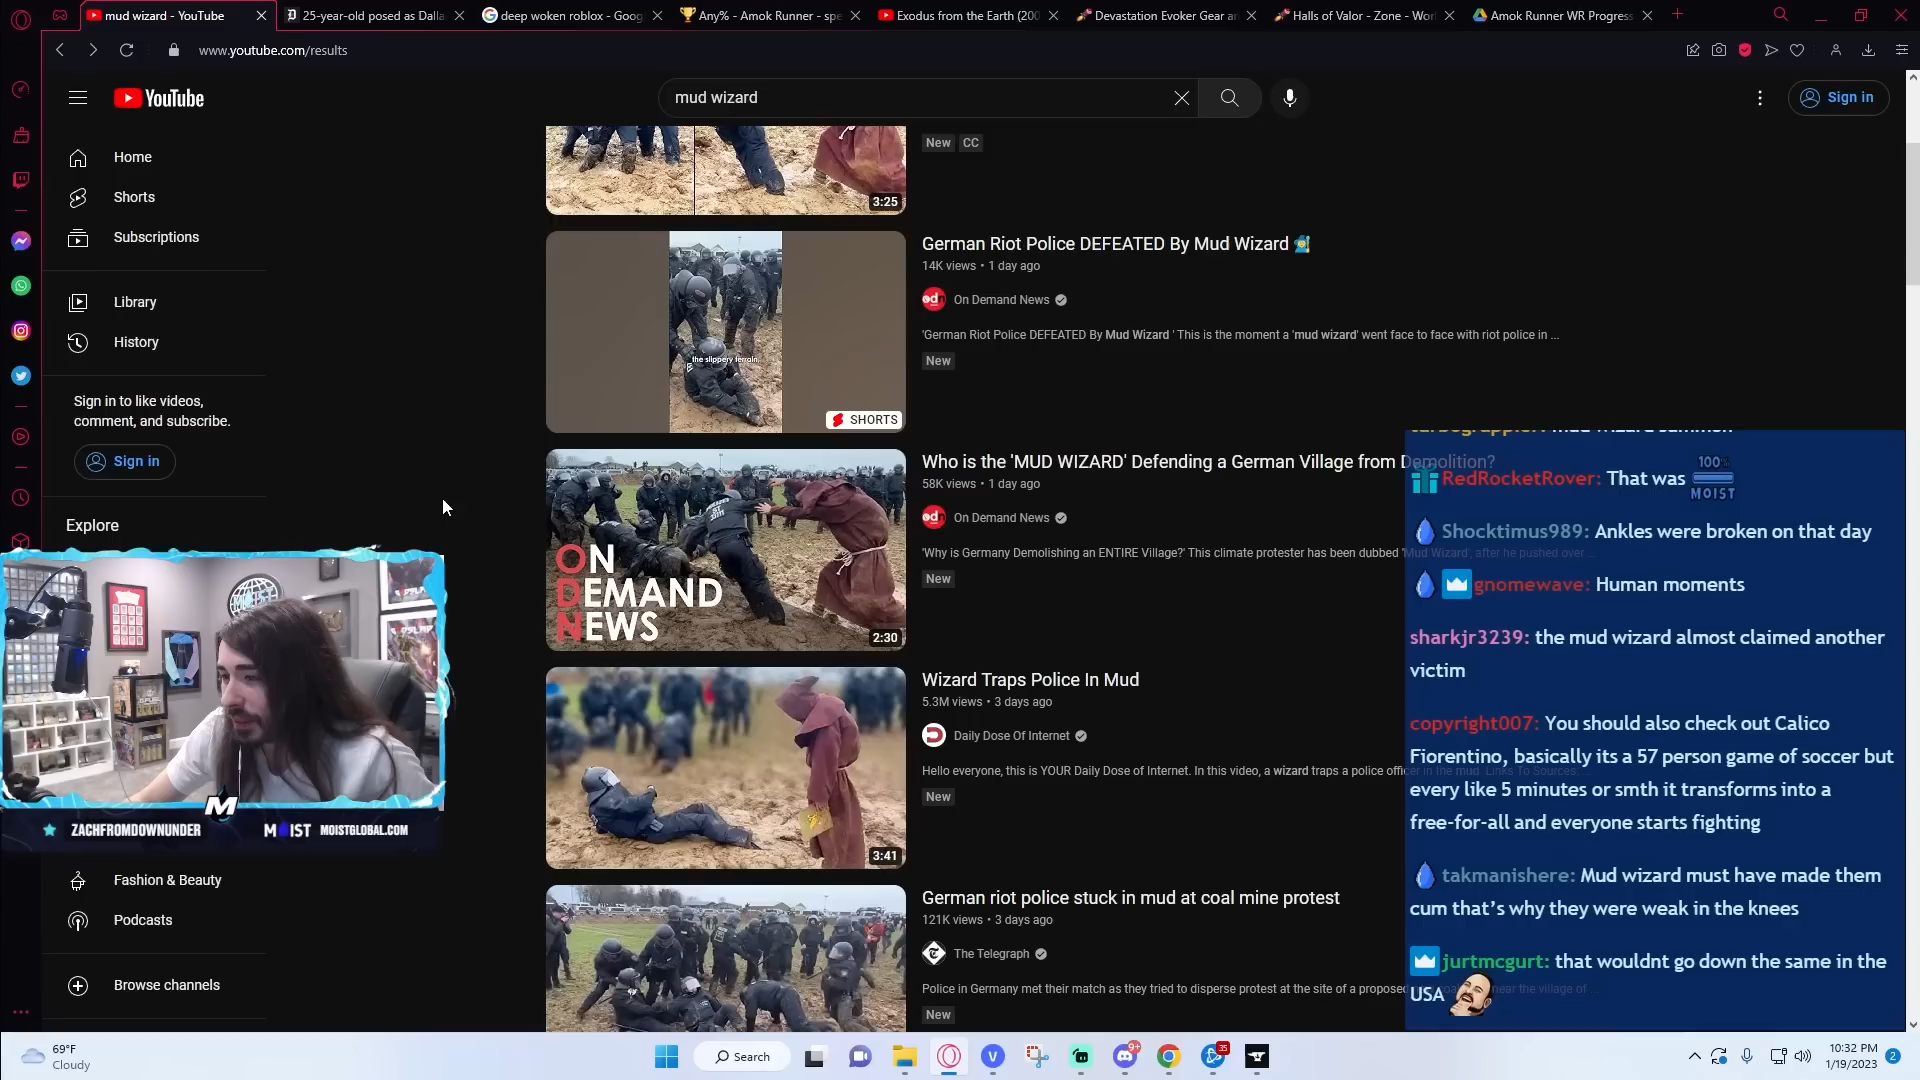 mud wizard - YouTube
25-year-old posed as Dalla
deep woken roblox - Goog
Any% - Amok Runner - spe
Exodus from the Earth (200
Devastation Evoker Gear an
Halls of Valor - Zone - Wor
Amok Runner WR Progress
www.youtube.com/results
YouTube
mud wizard
Sign in
Home
Shorts
Subscriptions
Library
History
Sign in to like videos,
comment, and subscribe.
Sign in
Explore
Fashion & Beauty
Podcasts
Browse channels
3:25
New CC
the slippery terrain,
SHORTS
German Riot Police DEFEATED By Mud Wizard
14K views • 1 day ago
On Demand News
'German Riot Police DEFEATED By Mud Wizard ' This is the moment a 'mud wizard' went face to face with riot police in ...
New
ON
DEMAND
NEWS
2:30
Who is the 'MUD WIZARD' Defending a German Village from Demolition?
58K views • 1 day ago
On Demand News
'Why is Germany Demolishing an ENTIRE Village?' This climate protester has been dubbed 'Mud Wizard', after he pushed over ...
New
3:41
Wizard Traps Police In Mud
5.3M views • 3 days ago
Daily Dose Of Internet
Hello everyone, this is YOUR Daily Dose of Internet. In this video, a wizard traps a police officer in the mud. Links To Sources: ...
New
German riot police stuck in mud at coal mine protest
121K views • 3 days ago
The Telegraph
Police in Germany met their match as they tried to disperse protest at the site of a proposed near the village of ...
New
mud wizard summon
RedRocketRover: That was 100% MOIST
Shocktimus989: Ankles were broken on that day
gnomewave: Human moments
sharkjr3239: the mud wizard almost claimed another
victim
copyright007: You should also check out Calico
Fiorentino, basically its a 57 person game of soccer but
every like 5 minutes or smth it transforms into a
free-for-all and everyone starts fighting
takmanishere: Mud wizard must have made them
cum that's why they were weak in the knees
jurtmcgurt: that wouldnt go down the same in the
USA
ZACHFROMDOWNUNDER
MOIST MOISTGLOBAL.COM
69°F
Cloudy
Search
9+
35
10:32 PM
1/19/2023
2